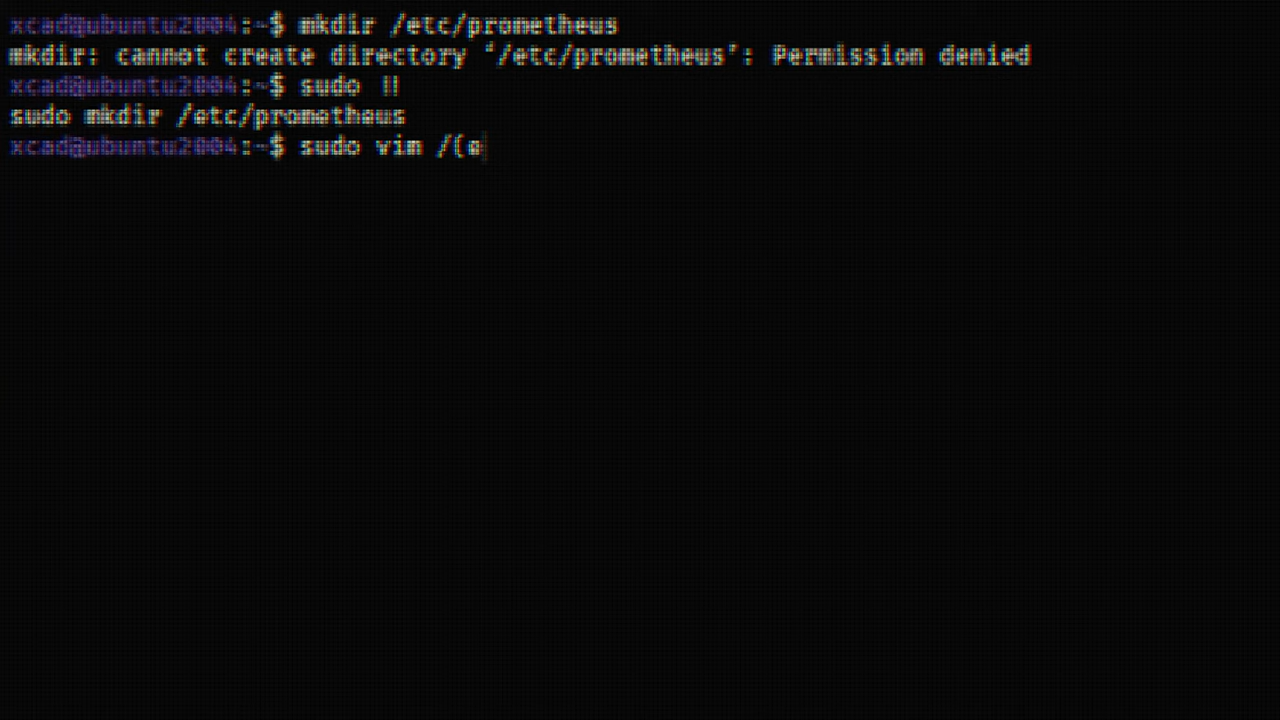 xcad@ubuntu2004:~$ mkdir /etc/prometheus
mkdir: cannot create directory ‘/etc/prometheus’: Permission denied
xcad@ubuntu2004:~$ sudo !!
sudo mkdir /etc/prometheus
xcad@ubuntu2004:~$ sudo vim /(e